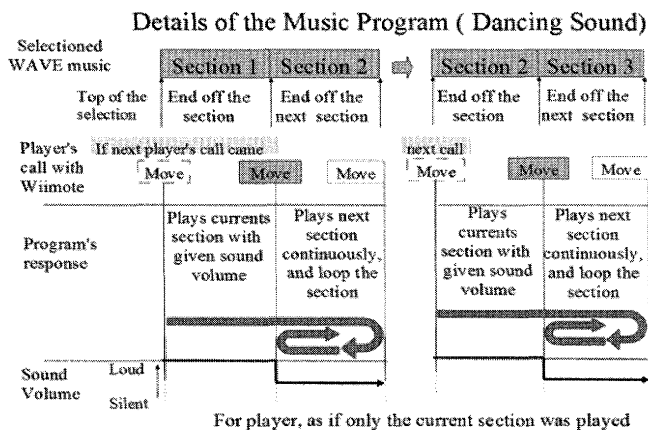 Details of the Music Program ( Dancing Sound)
Selectioned
WAVE music
Section 1
Section 2
Section 2
Section 3
Top of the
selection
End off the
section
End off the
next section
End off the
section
End off the
next section
Player's
call with
Wiimote
If next player's call came
next call
Move
Move
Move
Move
Move
Move
Program's
response
Plays currents
section with
given sound
volume
Plays next
section
continuously,
and loop the
section
Plays
currents
section with
given sound
volume
Plays next
section
continuously,
and loop the
section
Sound
Volume
Loud
Silent
For player, as if only the current section was played